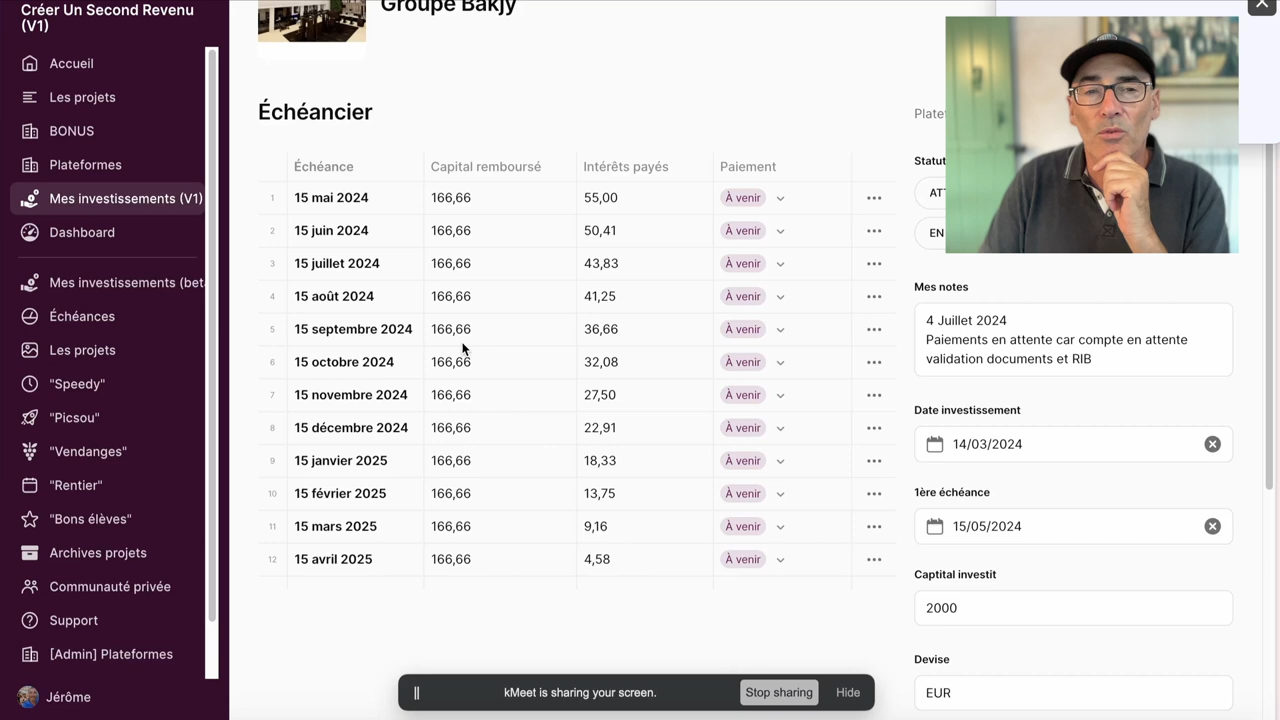 Créer Un Second Revenu
(V1)
Accueil
Les projets
BONUS
Plateformes
Mes investissements (V1)
Dashboard
Mes investissements (bet
Échéances
Les projets
"Speedy"
"Picsou"
"Vendanges"
"Rentier"
"Bons élèves"
Archives projets
Communauté privée
Support
[Admin] Plateformes
Jérôme
Groupe Bakjy
Échéancier
Échéance Capital remboursé Intérêts payés Paiement
1 15 mai 2024 166,66 55,00 À venir
2 15 juin 2024 166,66 50,41 À venir
3 15 juillet 2024 166,66 43,83 À venir
4 15 août 2024 166,66 41,25 À venir
5 15 septembre 2024 166,66 36,66 À venir
6 15 octobre 2024 166,66 32,08 À venir
7 15 novembre 2024 166,66 27,50 À venir
8 15 décembre 2024 166,66 22,91 À venir
9 15 janvier 2025 166,66 18,33 À venir
10 15 février 2025 166,66 13,75 À venir
11 15 mars 2025 166,66 9,16 À venir
12 15 avril 2025 166,66 4,58 À venir
Platef
Statut
ATT
EN
Mes notes
4 Juillet 2024
Paiements en attente car compte en attente
validation documents et RIB
Date investissement
14/03/2024
1ère échéance
15/05/2024
Captital investit
2000
Devise
EUR
kMeet is sharing your screen. Stop sharing Hide